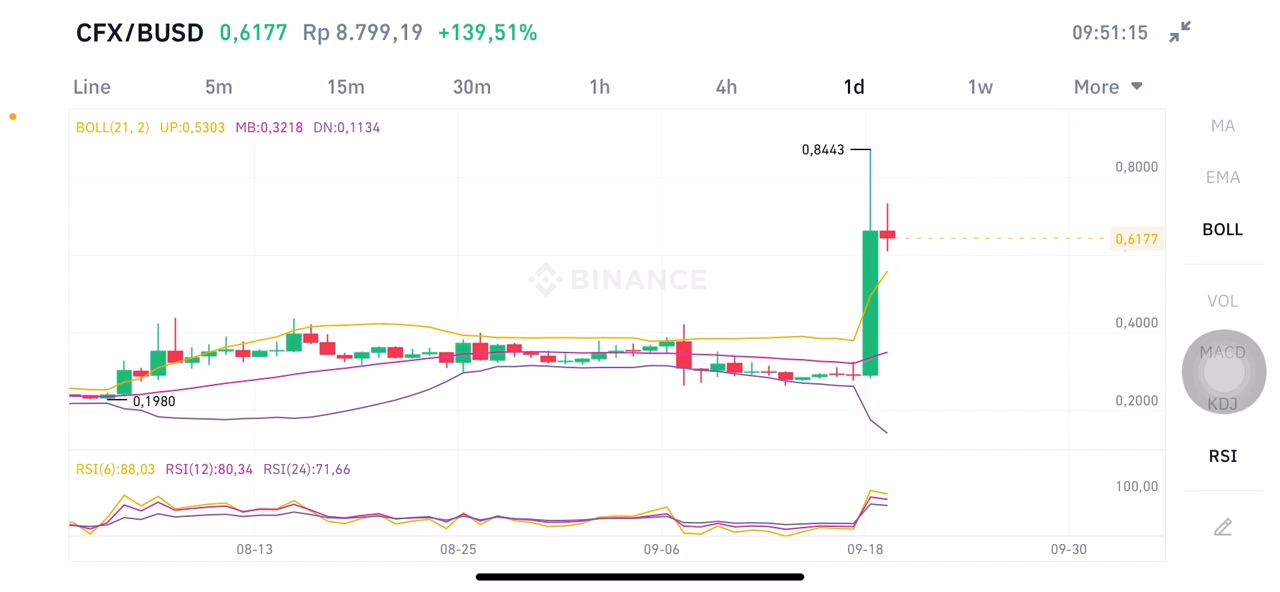 CFX/BUSD 0,6177 Rp 8.799,19 +139,51% 09:51:15
Line 5m 15m 30m 1h 4h 1d 1w More
BOLL(21, 2) UP:0,5303 MB:0,3218 DN:0,1134
MA
0,8443
0,8000
EMA
BOLL
0,6177
BINANCE
VOL
0,4000
MACD
0,1980
0,2000
KDJ
RSI(6):88,03 RSI(12):80,34 RSI(24):71,66
RSI
100,00
08-13 08-25 09-06 09-18 09-30